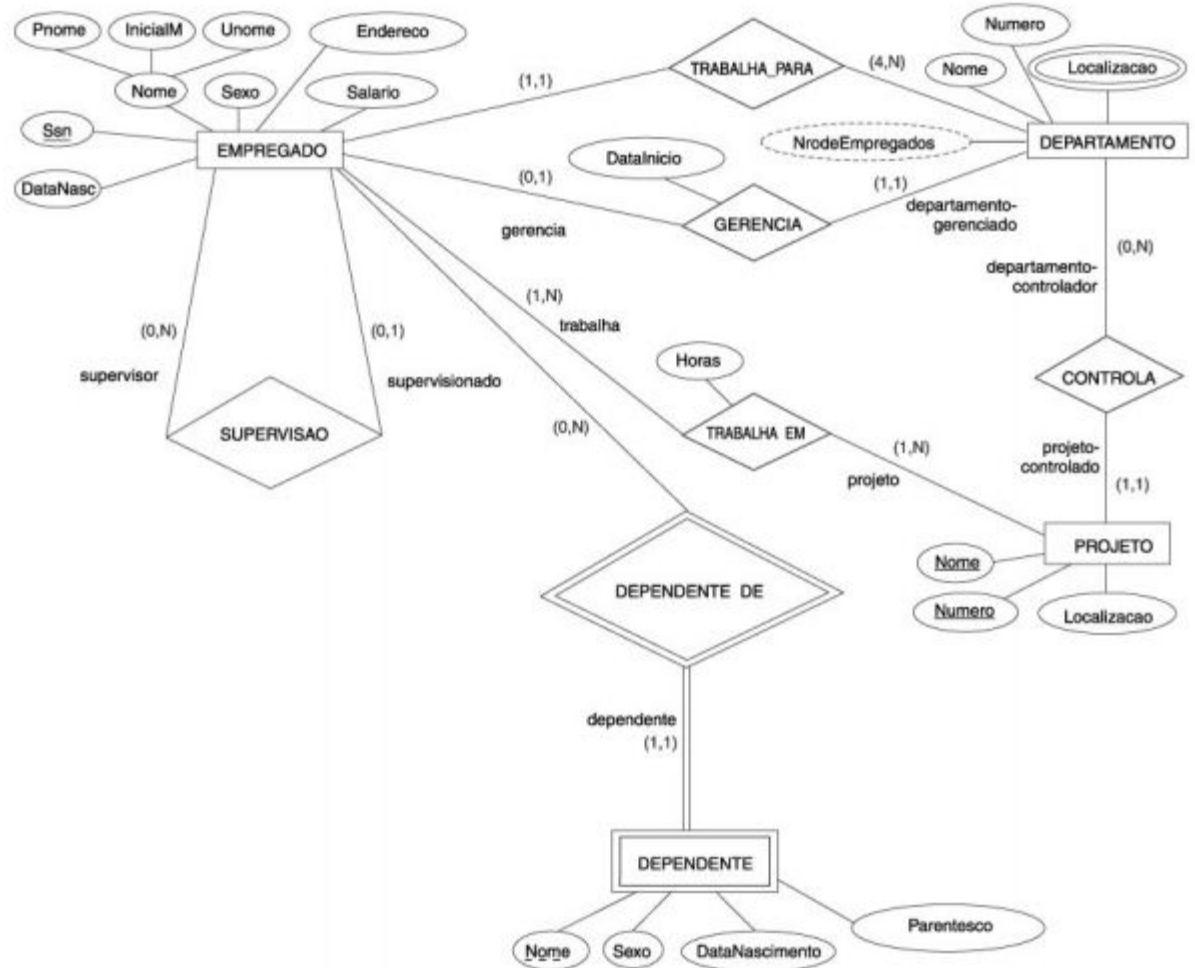 Pnome
InicialM
Unome
Endereco
Numero
Nome
Sexo
Salario
(1,1)
TRABALHA_PARA
(4,N)
Nome
Localizacao
Ssn
EMPREGADO
DataInicio
NrodeEmpregados
DEPARTAMENTO
DataNasc
(0,1)
gerencia
GERENCIA
(1,1)
departamento-
gerenciado
(0,N)
departamento-
controlador
(1,N)
trabalha
(0,N)
supervisor
(0,1)
supervisionado
SUPERVISAO
Horas
CONTROLA
(0,N)
TRABALHA EM
(1,N)
projeto
projeto-
controlado
(1,1)
PROJETO
Nome
Numero
Localizacao
DEPENDENTE DE
dependente
(1,1)
DEPENDENTE
Nome
Sexo
DataNascimento
Parentesco